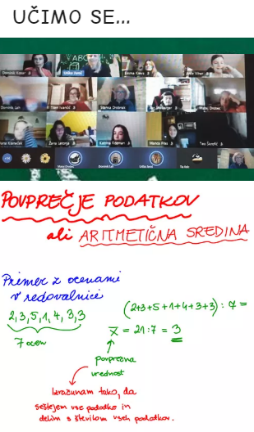 UČIMO SE...
POVPREČJE PODATKOV
ali ARITMETIČNA SREDINA
Primer z ocenami
v redovalnici
2, 3, 5, 1, 4, 3, 3
7 ocen
(2+3+5+1+4+3+3) : 7 =
x̄ = 21 : 7 = 3
povprečna
vrednost
Izračunam tako, da
seštejem vse podatke in
delim s številom vseh podatkov.